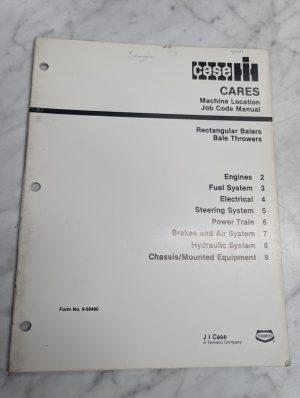 case IH
CARES
Machine Location
Job Code Manual
Rectangular Balers
Bale Throwers
Engines 2
Fuel System 3
Electrical 4
Steering System 5
Power Train 6
Brakes and Air System 7
Hydraulic System 8
Chassis/Mounted Equipment 9
Form No. 9-59460
J I Case
A Tenneco Company
TENNECO